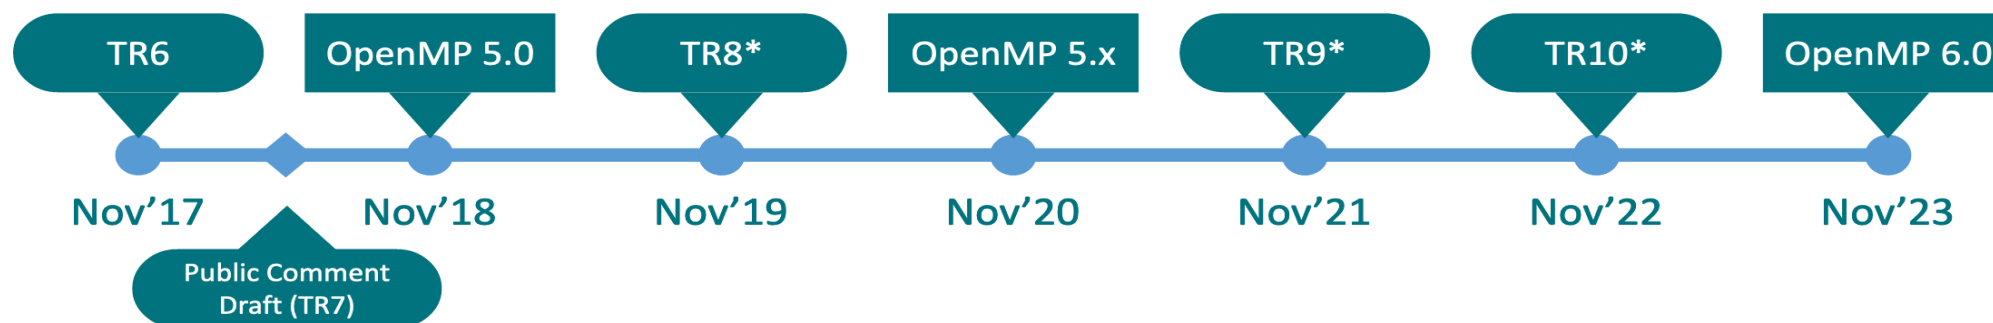 TR6
OpenMP 5.0
TR8*
OpenMP 5.x
TR9*
TR10*
OpenMP 6.0
Nov’17
Nov’18
Nov’19
Nov’20
Nov’21
Nov’22
Nov’23
Public Comment
Draft (TR7)